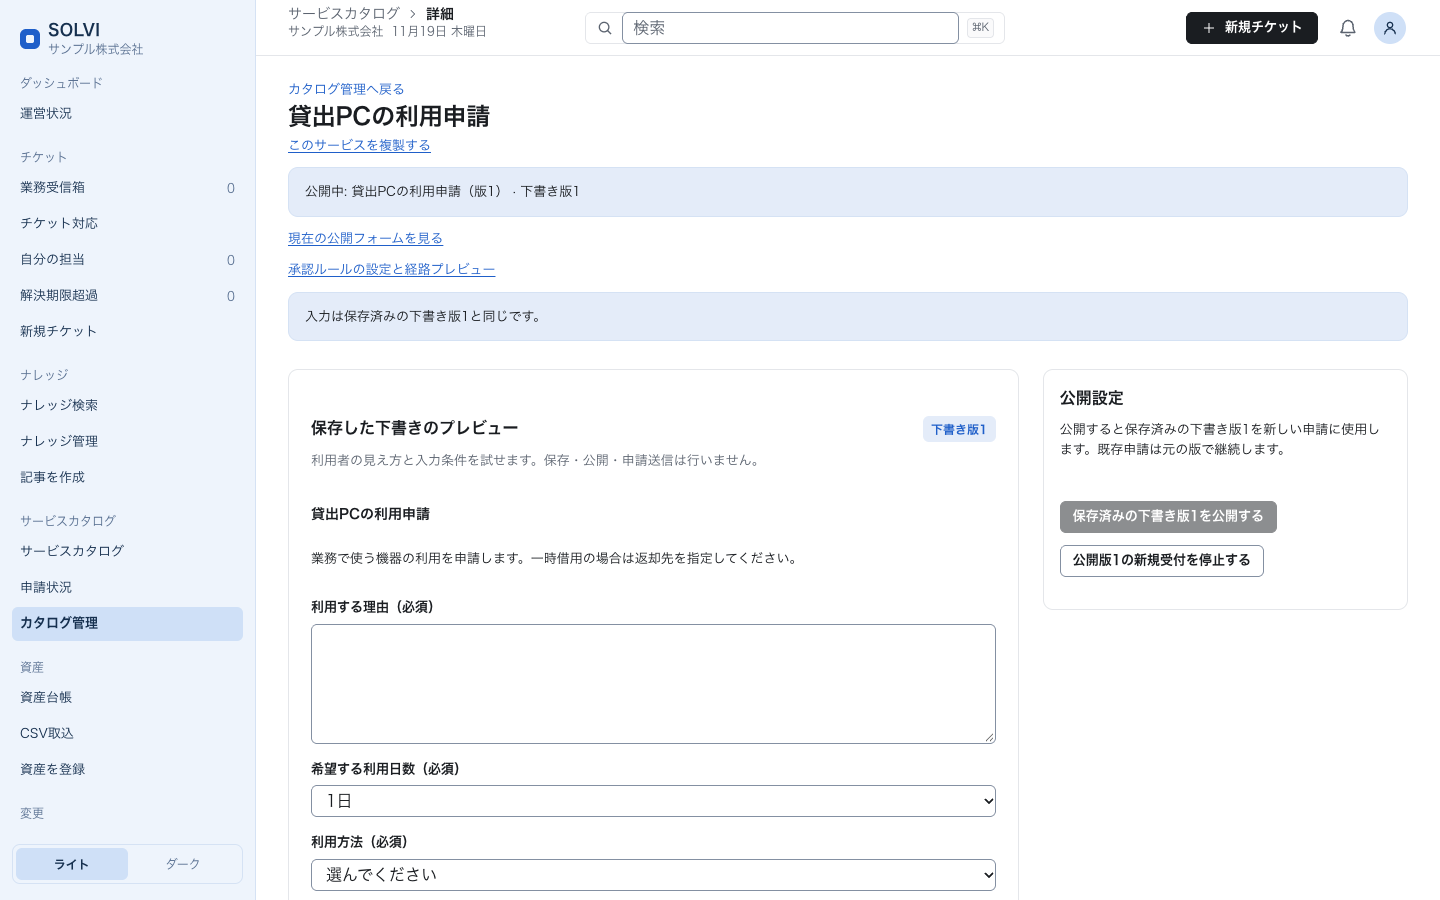 SOLVI
サンプル株式会社
ダッシュボード
運営状況
チケット
業務受信箱 0
チケット対応
自分の担当 0
解決期限超過 0
新規チケット
ナレッジ
ナレッジ検索
ナレッジ管理
記事を作成
サービスカタログ
サービスカタログ
申請状況
カタログ管理
資産
資産台帳
CSV取込
資産を登録
変更
ライト ダーク
サービスカタログ > 詳細
サンプル株式会社 11月19日 木曜日
検索 ⌘K
+ 新規チケット
カタログ管理へ戻る
貸出PCの利用申請
このサービスを複製する
公開中: 貸出PCの利用申請（版1） · 下書き版1
現在の公開フォームを見る
承認ルールの設定と経路プレビュー
入力は保存済みの下書き版1と同じです。
保存した下書きのプレビュー 下書き版1
利用者の見え方と入力条件を試せます。保存・公開・申請送信は行いません。
貸出PCの利用申請
業務で使う機器の利用を申請します。一時借用の場合は返却先を指定してください。
利用する理由（必須）
希望する利用日数（必須）
1日
利用方法（必須）
選んでください
公開設定
公開すると保存済みの下書き版1を新しい申請に使用し
ます。既存申請は元の版で継続します。
保存済みの下書き版1を公開する
公開版1の新規受付を停止する